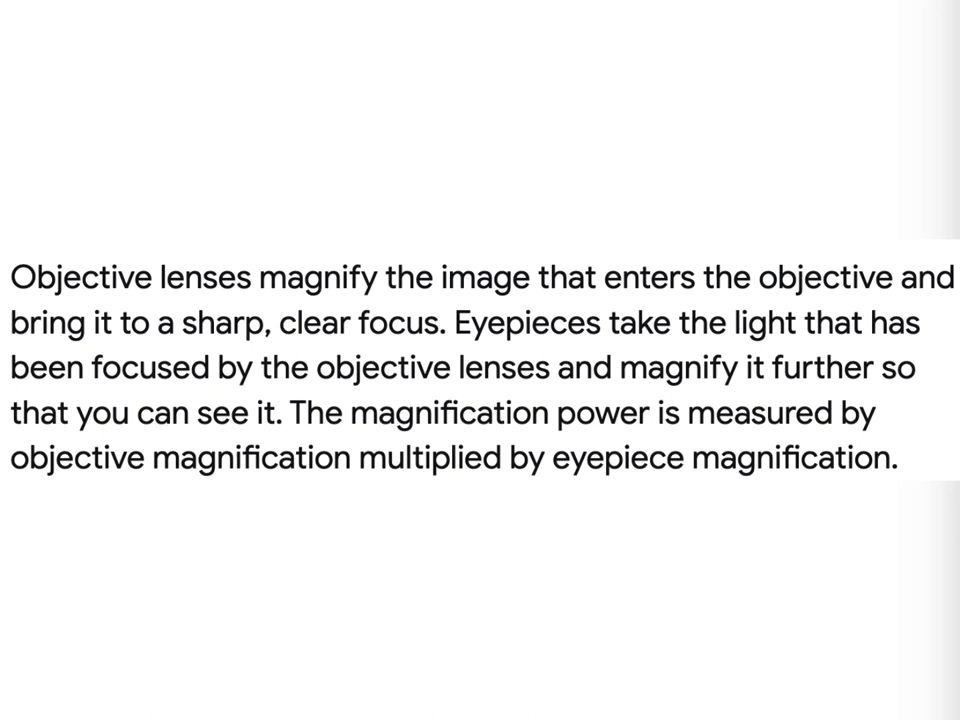 Objective lenses magnify the image that enters the objective and
bring it to a sharp, clear focus. Eyepieces take the light that has
been focused by the objective lenses and magnify it further so
that you can see it. The magnification power is measured by
objective magnification multiplied by eyepiece magnification.